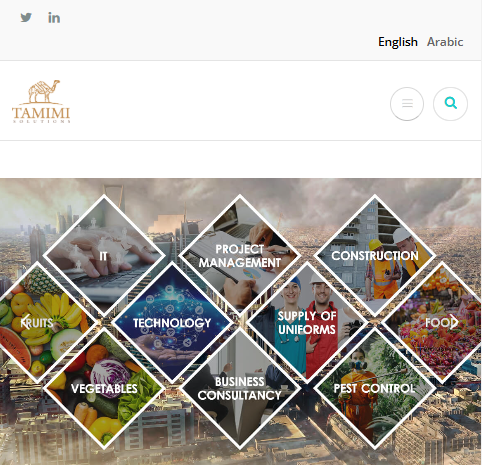 English Arabic
TAMIMI
SOLUTIONS
IT
PROJECT
MANAGEMENT
CONSTRUCTION
FRUITS
TECHNOLOGY
SUPPLY OF
UNIFORMS
FOOD
VEGETABLES
BUSINESS
CONSULTANCY
PEST CONTROL